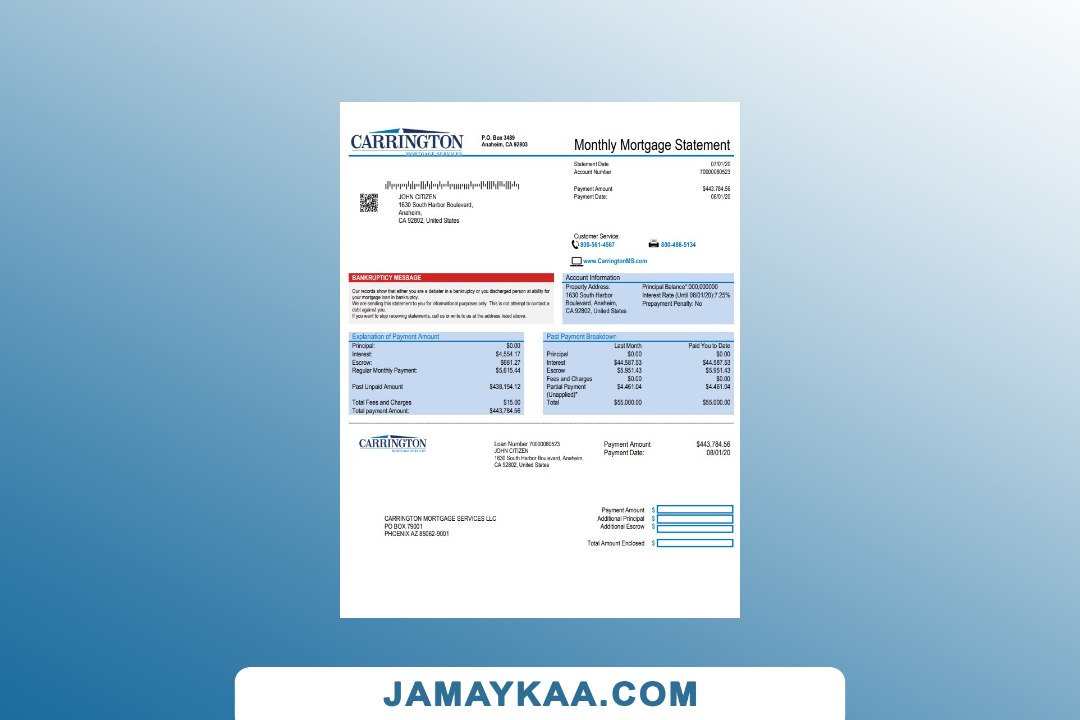 CARRINGTON
MORTGAGE SERVICES
P.O. Box 3489
Anaheim, CA 92803
Monthly Mortgage Statement
Statement Date 07/01/20
Account Number 70000080523
Payment Amount $443,784.56
Payment Date: 08/01/20
JOHN CITIZEN
1630 South Harbor Boulevard,
Anaheim,
CA 92802, United States
Customer Service:
800-561-4567 800-486-5134
www.CarringtonMS.com
BANKRUPTCY MESSAGE
Our records show that either you are a debater in a bankruptcy or you discharged person at ability for
your mortgage loan in bankruptcy.
We are sending this statement to you for informational purposes only. This is not attempt to contact a
debt against you.
If you want to stop receiving statements, call us or write to us at the address listed above.
Account Information
Property Address: Principal Balance*:000,000000
1630 South Harbor Interest Rate (Until 08/01/20):7.25%
Boulevard, Anaheim, Prepayment Penalty: No
CA 92802, United States
Explanation of Payment Amount
Principal: $0.00
Interest: $4,554.17
Escrow: $661.27
Regular Monthly Payment: $5,615.44
Past Unpaid Amount $438,154.12
Total Fees and Charges $15.00
Total payment Amount: $443,784.56
Past Payment Breakdown
Last Month Paid You to Date
Principal $0.00 $0.00
Interest $44,587.53 $44,587.53
Escrow $5,951.43 $5,951.43
Fees and Charges $0.00 $0.00
Partial Payment $4,461.04 $4,461.04
(Unapplied)*
Total $55,000.00 $55,000.00
CARRINGTON
MORTGAGE SERVICES
Loan Number 70000080523
JOHN CITIZEN
1630 South Harbor Boulevard, Anaheim,
CA 92802, United States
Payment Amount $443,784.56
Payment Date: 08/01/20
CARRINGTON MORTGAGE SERVICES LLC
PO BOX 79001
PHOENIX AZ 85062-9001
Payment Amount $
Additional Principal $
Additional Escrow $
Total Amount Enclosed $
JAMAYKAA.COM